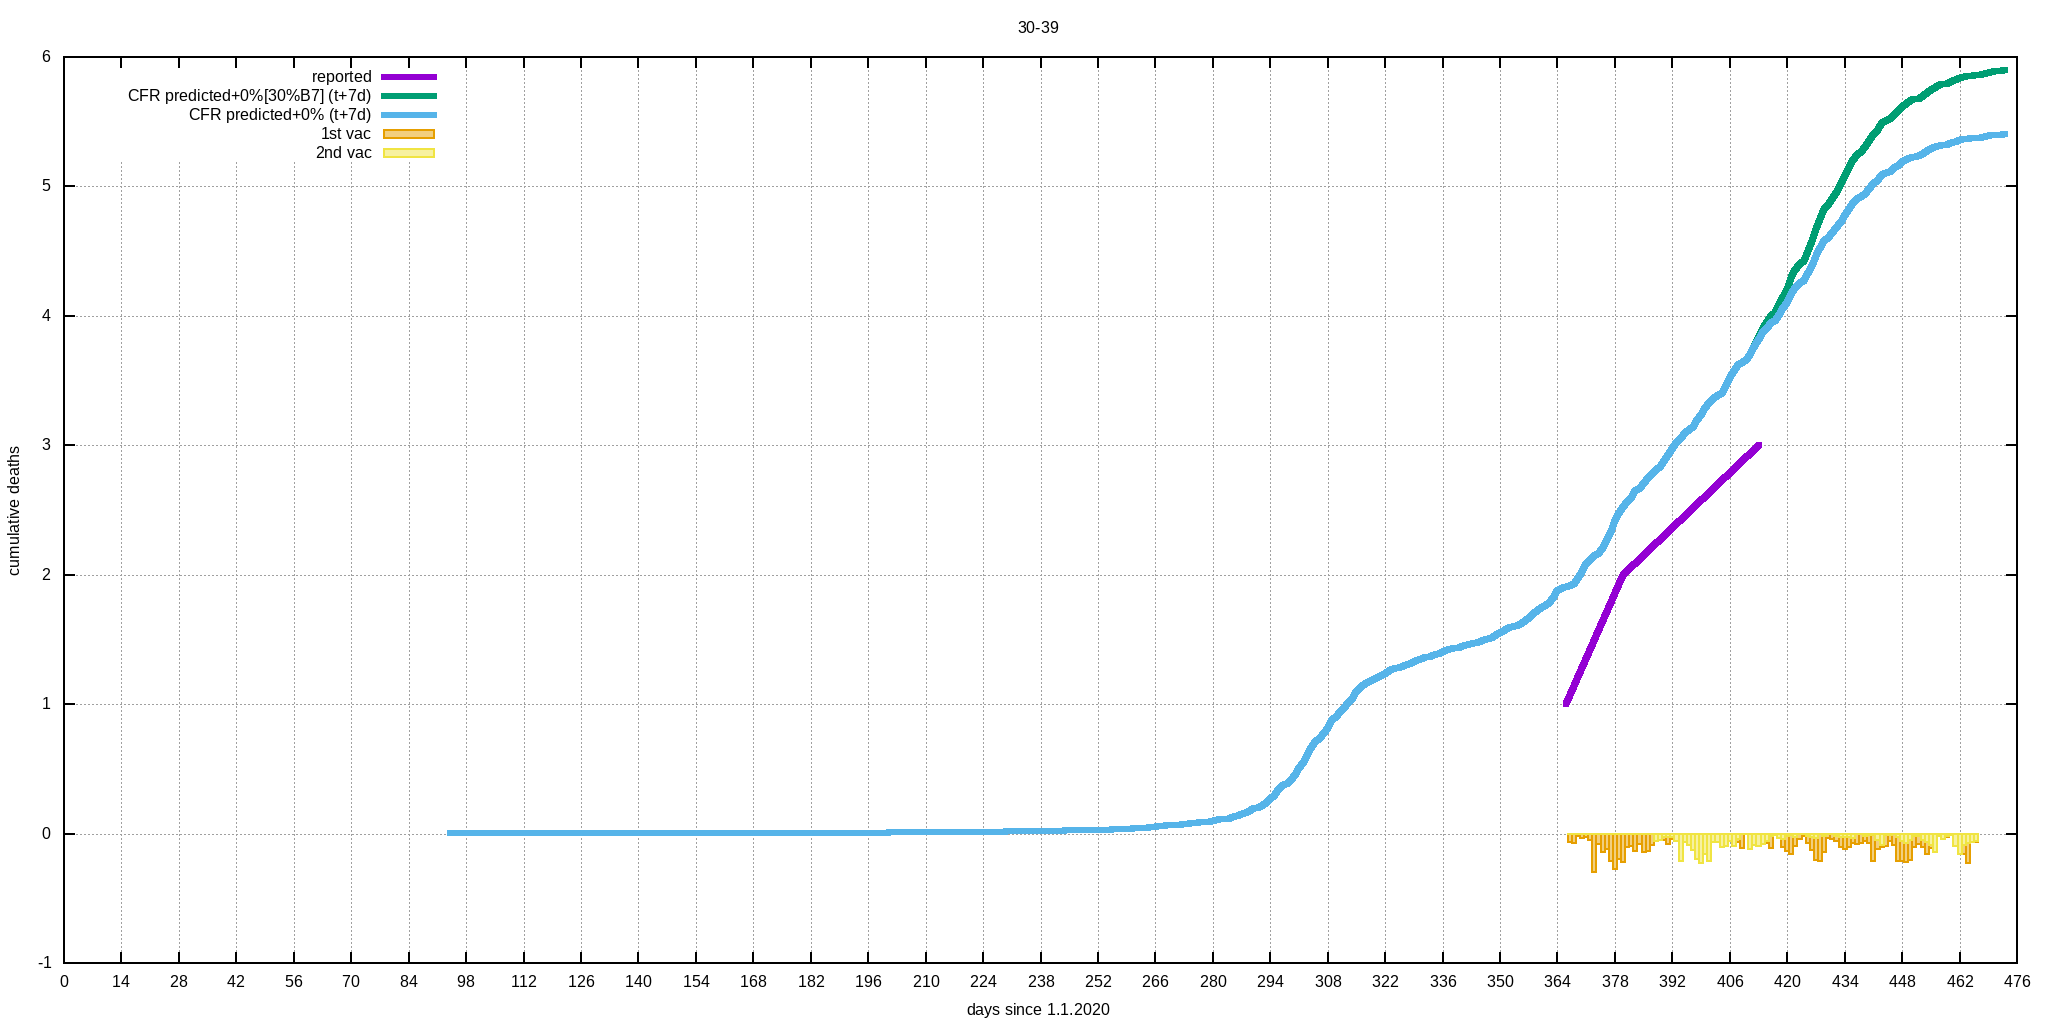 30-39
reported
CFR predicted+0%[30%B7] (t+7d)
CFR predicted+0% (t+7d)
1st vac
2nd vac
6
5
4
3
2
1
0
-1
cumulative deaths
0 14 28 42 56 70 84 98 112 126 140 154 168 182 196 210 224 238 252 266 280 294 308 322 336 350 364 378 392 406 420 434 448 462 476
days since 1.1.2020